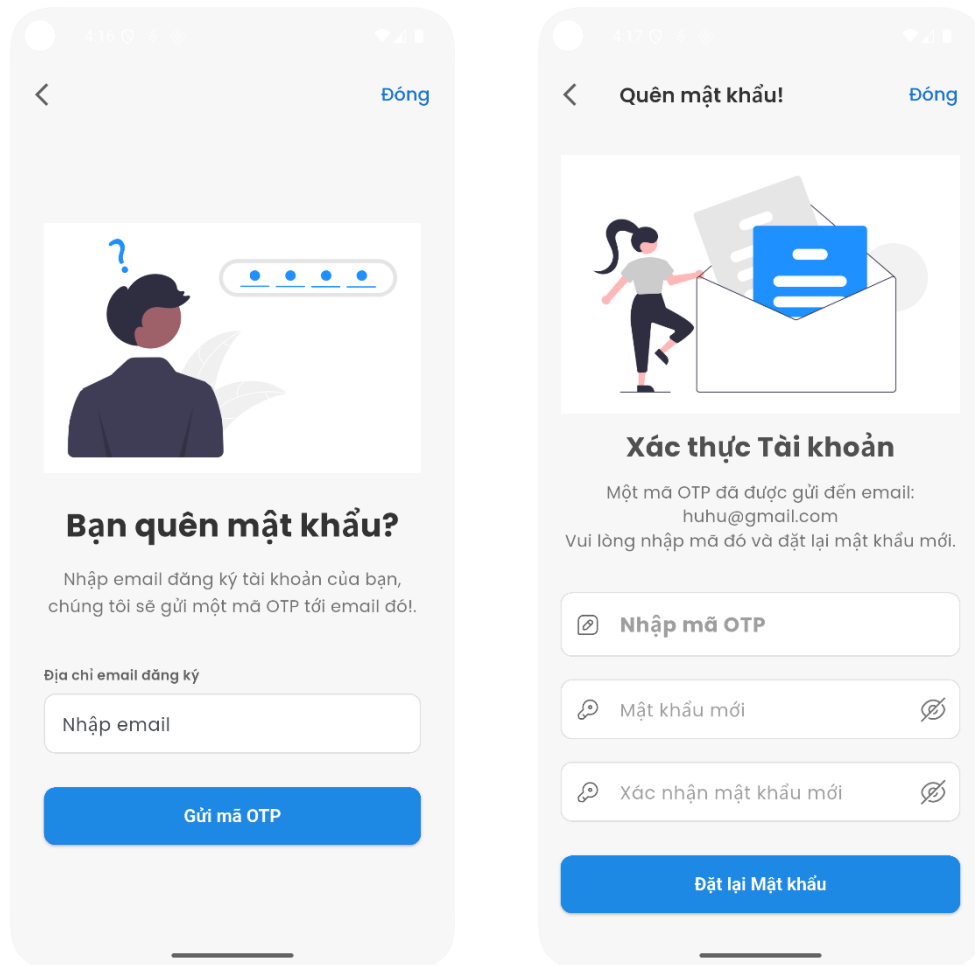 4:16
Đóng
Bạn quên mật khẩu?
Nhập email đăng ký tài khoản của bạn,
chúng tôi sẽ gửi một mã OTP tới email đó!.
Địa chỉ email đăng ký
Nhập email
Gửi mã OTP
4:17
Quên mật khẩu!
Đóng
Xác thực Tài khoản
Một mã OTP đã được gửi đến email:
huhu@gmail.com
Vui lòng nhập mã đó và đặt lại mật khẩu mới.
Nhập mã OTP
Mật khẩu mới
Xác nhận mật khẩu mới
Đặt lại Mật khẩu